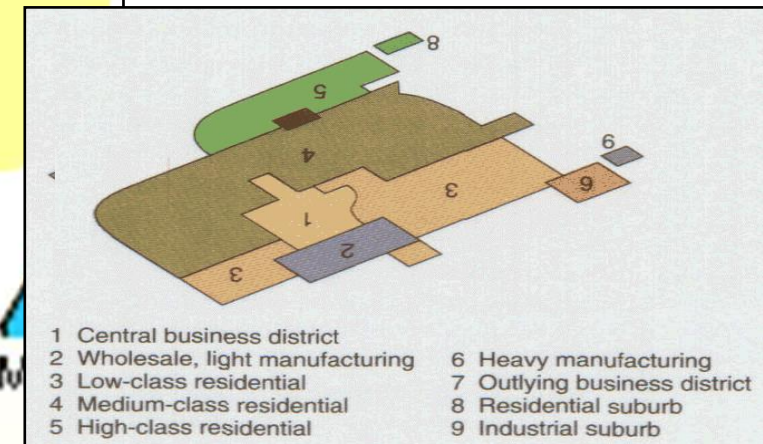 8
5
4
9
3
6
1
2
3
1 Central business district
2 Wholesale, light manufacturing
3 Low-class residential
4 Medium-class residential
5 High-class residential
6 Heavy manufacturing
7 Outlying business district
8 Residential suburb
9 Industrial suburb